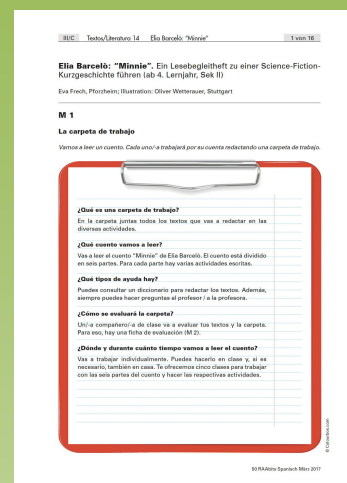 III/C Textos/Literatura 14 Elia Barceló: "Minnie" 1 von 16
Elia Barcelò: "Minnie". Ein Lesebegleitheft zu einer Science-Fiction-
Kurzgeschichte führen (ab 4. Lernjahr, Sek II)
Eva Frech, Pforzheim; Illustration: Oliver Wetterauer, Stuttgart
M 1
La carpeta de trabajo
Vamos a leer un cuento. Cada uno/-a trabajará por su cuenta redactando una carpeta de trabajo.
¿Qué es una carpeta de trabajo?
En la carpeta juntas todos los textos que vas a redactar en las
diversas actividades.
¿Qué cuento vamos a leer?
Vas a leer el cuento "Minnie" de Elia Barceló. El cuento está dividido
en seis partes. Para cada parte hay varias actividades escritas.
¿Qué tipos de ayuda hay?
Puedes consultar un diccionario para redactar los textos. Además,
siempre puedes hacer preguntas al profesor / a la profesora.
¿Cómo se evaluará la carpeta?
Un/-a compañero/-a de clase va a evaluar tus textos y la carpeta.
Para eso, hay una ficha de evaluación (M 2).
¿Dónde y durante cuánto tiempo vamos a leer el cuento?
Vas a trabajar individualmente. Puedes hacerlo en clase y, si es
necesario, también en casa. Te ofrecemos cinco clases para trabajar
con las seis partes del cuento y hacer las respectivas actividades.
© Colourbox.com
50 RAAbits Spanisch März 2017